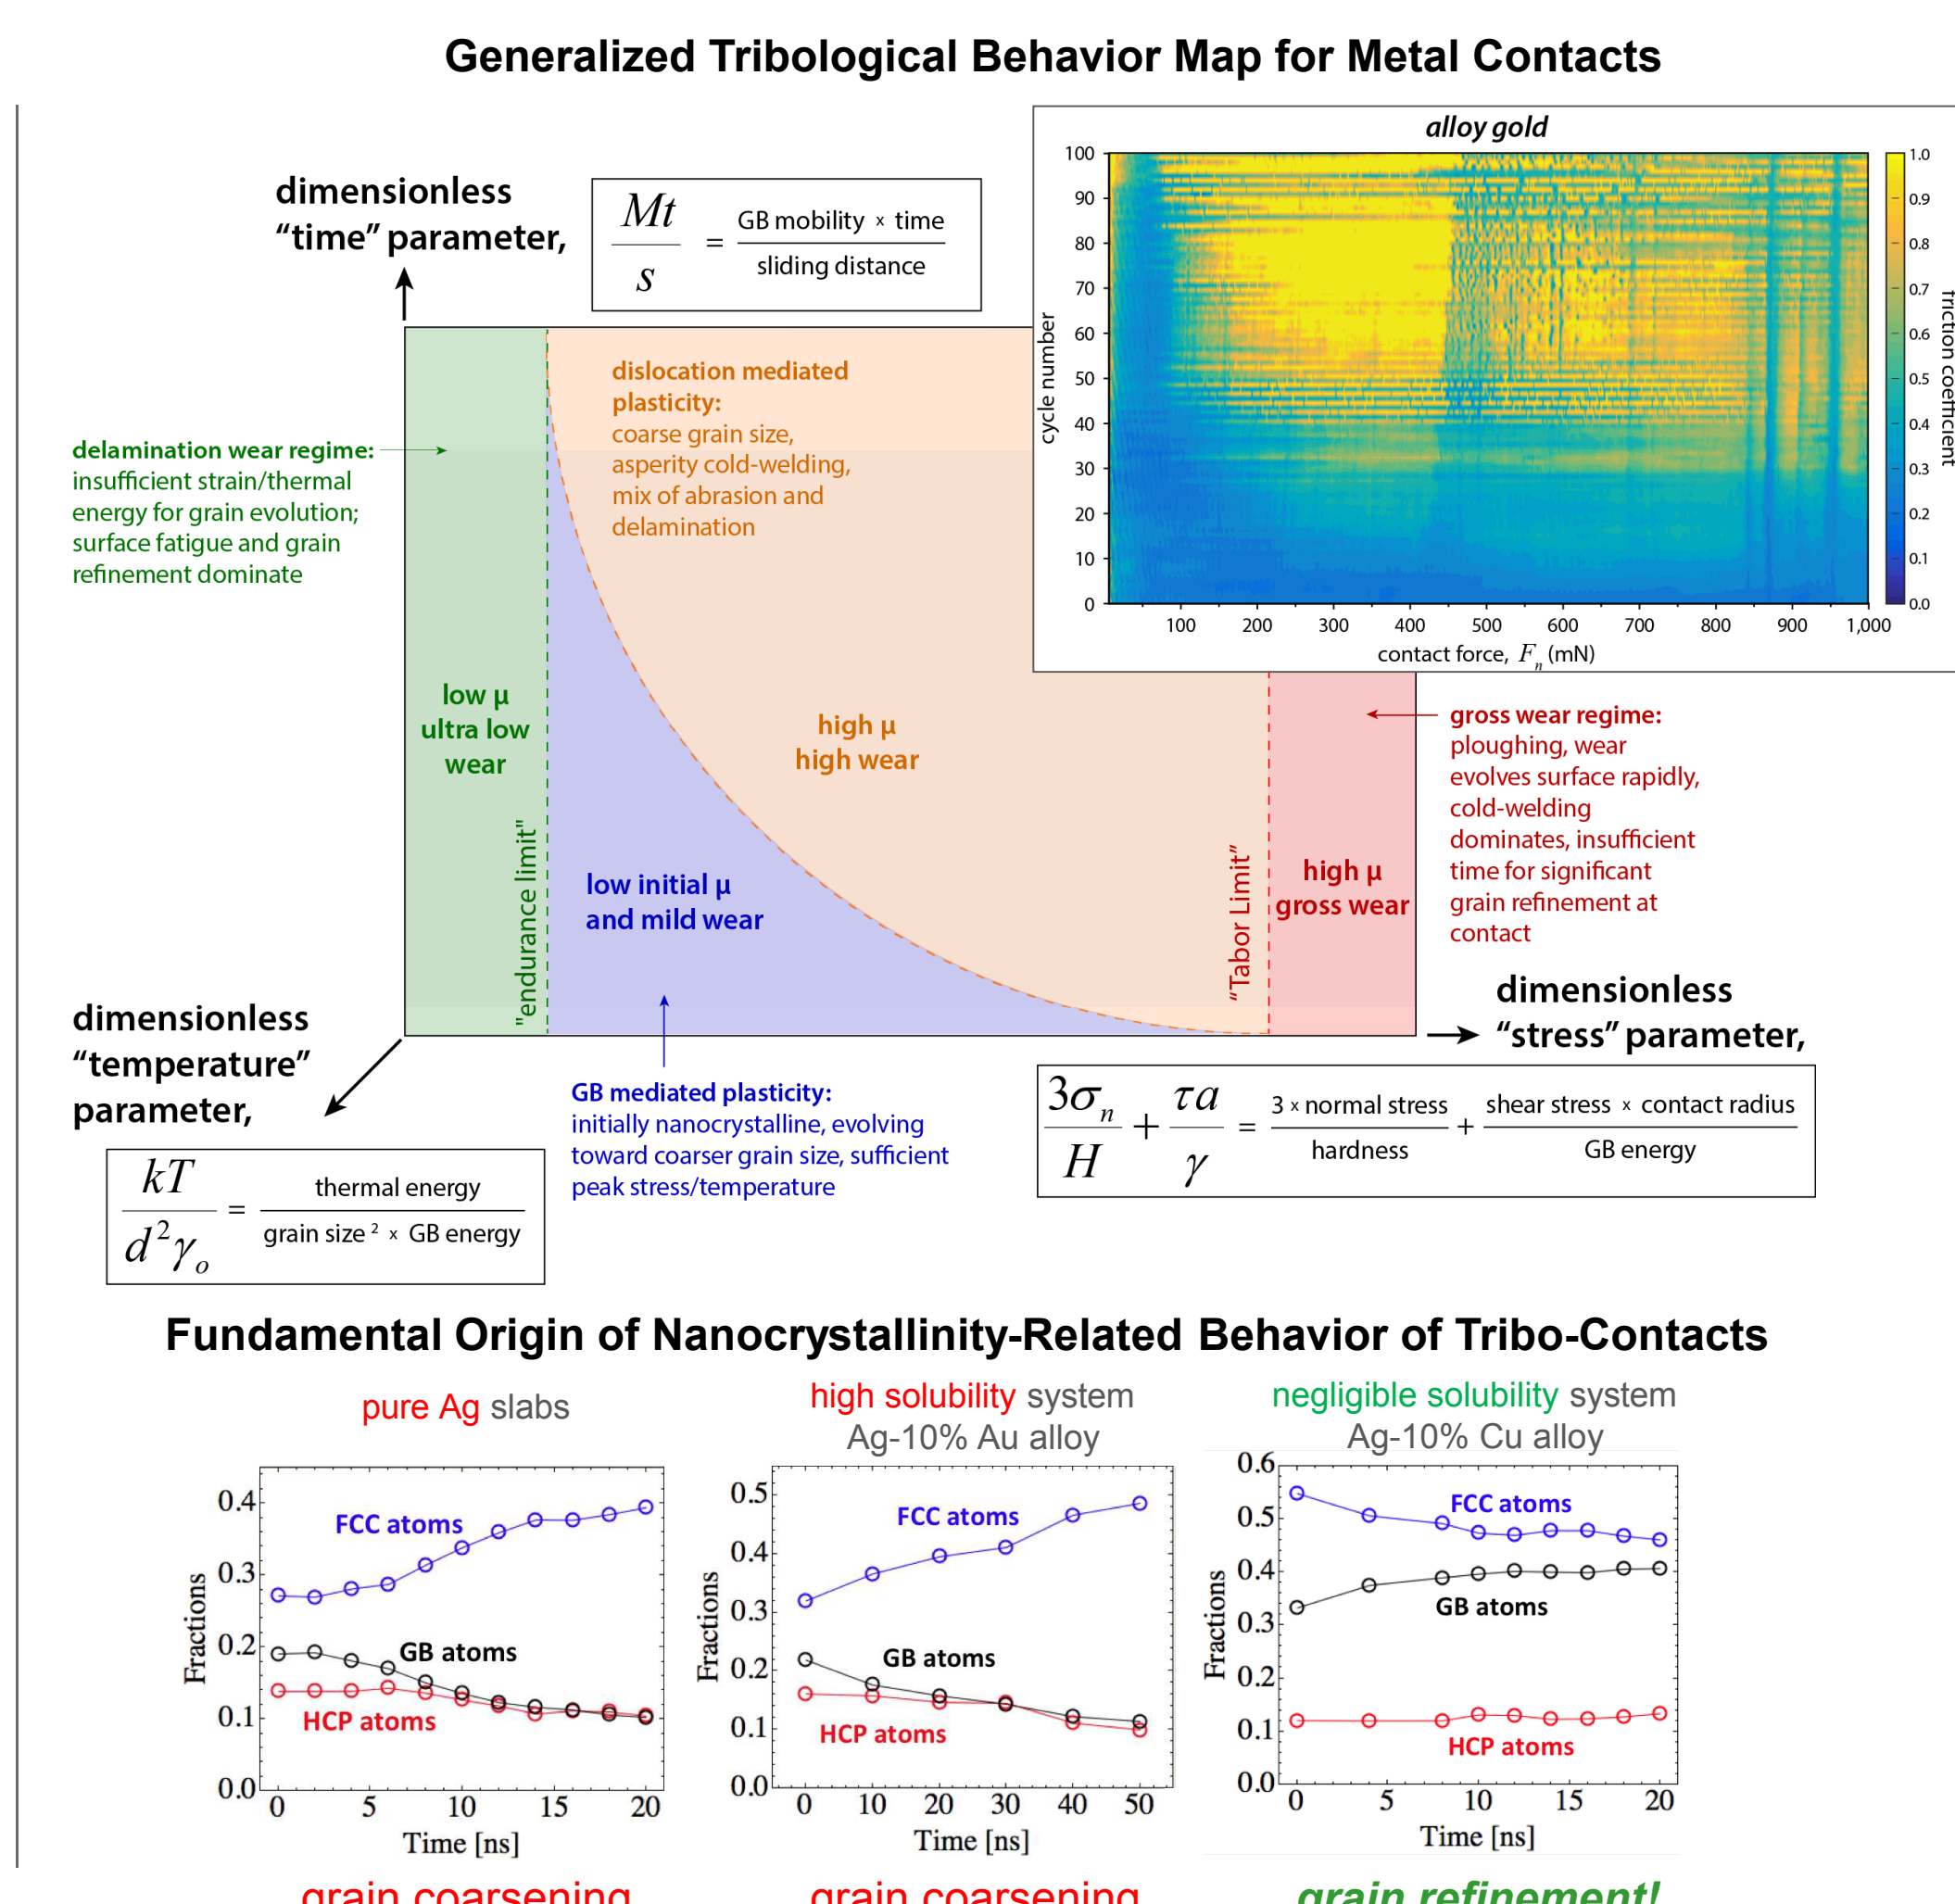 Generalized Tribological Behavior Map for Metal Contacts
dimensionless
“time” parameter,
Mt
s
=
GB mobility × time
sliding distance
alloy gold
100
90
80
70
60
50
40
30
20
10
0
cycle number
100 200 300 400 500 600 700 800 900 1,000
contact force, Fn (mN)
1.0
0.9
0.8
0.7
0.6
0.5
0.4
0.3
0.2
0.1
0.0
friction coefficient
delamination wear regime:
insufficient strain/thermal
energy for grain evolution;
surface fatigue and grain
refinement dominate
dislocation mediated
plasticity:
coarse grain size,
asperity cold-welding,
mix of abrasion and
delamination
low μ
ultra low
wear
"endurance limit"
high μ
high wear
low initial μ
and mild wear
“Tabor Limit”
high μ
gross wear
gross wear regime:
ploughing, wear
evolves surface rapidly,
cold-welding
dominates, insufficient
time for significant
grain refinement at
contact
dimensionless
“stress” parameter,
3σn
H
+
τa
γ
=
3 × normal stress
hardness
+
shear stress × contact radius
GB energy
dimensionless
“temperature”
parameter,
kT
d²γo
=
thermal energy
grain size ² × GB energy
GB mediated plasticity:
initially nanocrystalline, evolving
toward coarser grain size, sufficient
peak stress/temperature
Fundamental Origin of Nanocrystallinity-Related Behavior of Tribo-Contacts
pure Ag slabs
0.4
0.3
0.2
0.1
0.0
Fractions
FCC atoms
GB atoms
HCP atoms
0 5 10 15 20
Time [ns]
grain coarsening
high solubility system
Ag-10% Au alloy
0.5
0.4
0.3
0.2
0.1
0.0
Fractions
FCC atoms
GB atoms
HCP atoms
0 10 20 30 40 50
Time [ns]
grain coarsening
negligible solubility system
Ag-10% Cu alloy
0.6
0.5
0.4
0.3
0.2
0.1
0.0
Fractions
FCC atoms
GB atoms
HCP atoms
0 5 10 15 20
Time [ns]
grain refinement!